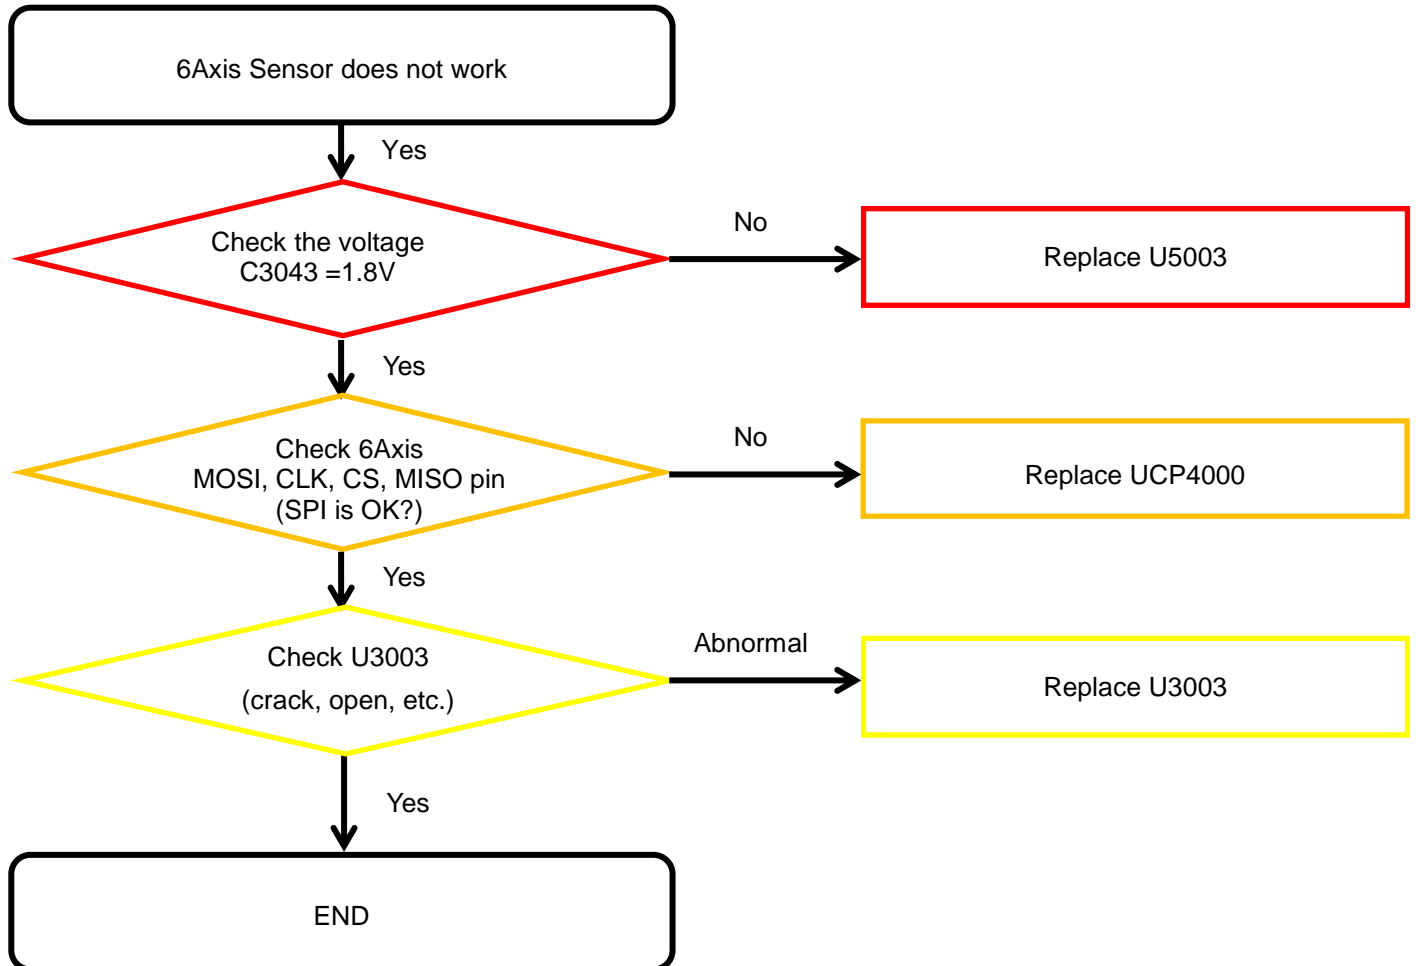 6Axis Sensor does not work
Yes
Check the voltage
C3043 =1.8V
No
Replace U5003
Yes
Check 6Axis
MOSI, CLK, CS, MISO pin
(SPI is OK?)
No
Replace UCP4000
Yes
Check U3003
(crack, open, etc.)
Abnormal
Replace U3003
Yes
END